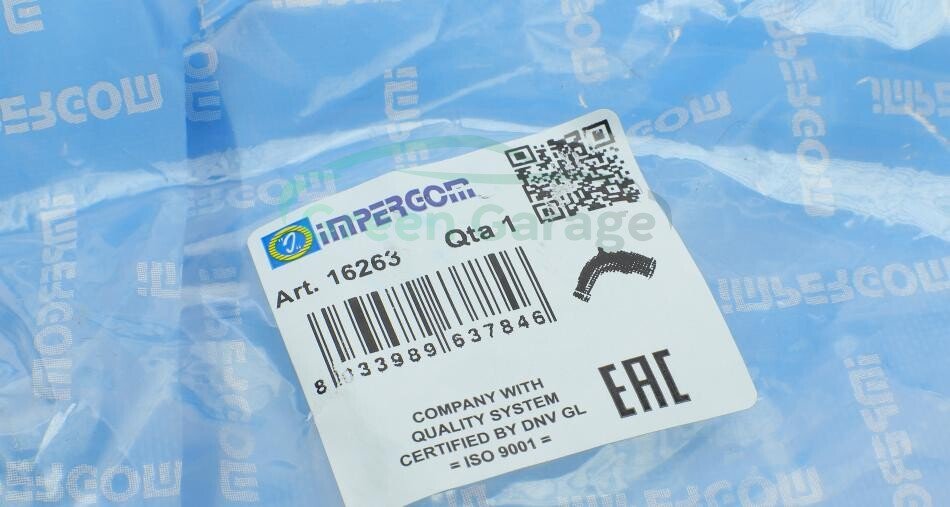 IMPERGOM
Green Garage
Art. 16263
Qta 1
8 033989 637846
COMPANY WITH
QUALITY SYSTEM
CERTIFIED BY DNV GL
= ISO 9001 =
EAC